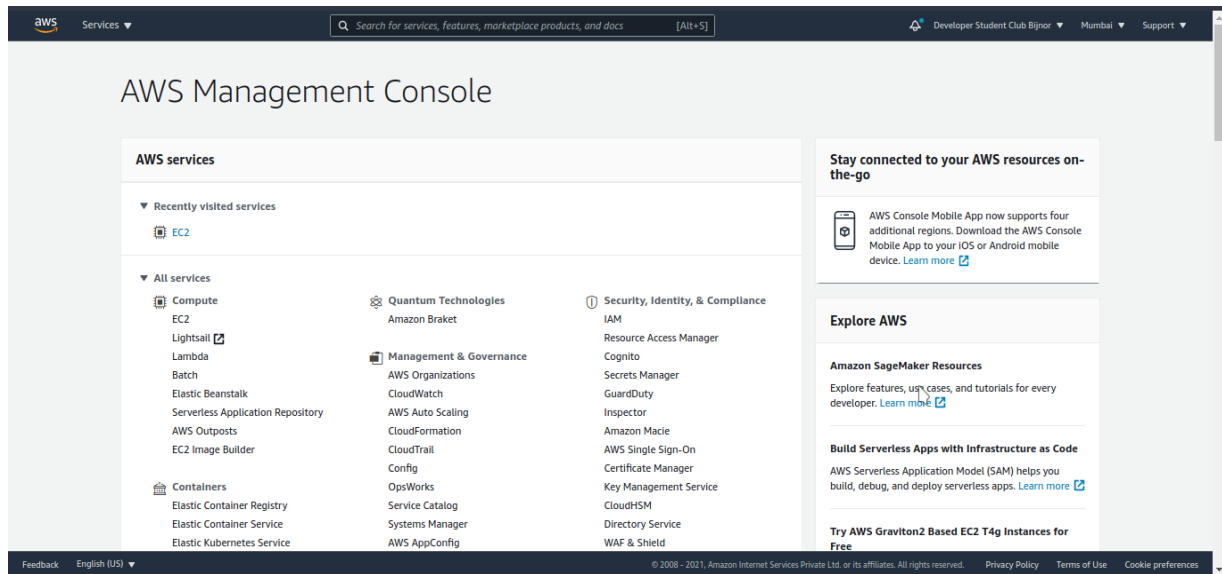 aws
Services
Search for services, features, marketplace products, and docs [Alt+S]
Developer Student Club Bijnor
Mumbai
Support
AWS Management Console
AWS services
Recently visited services
EC2
All services
Compute
EC2
Lightsail
Lambda
Batch
Elastic Beanstalk
Serverless Application Repository
AWS Outposts
EC2 Image Builder
Containers
Elastic Container Registry
Elastic Container Service
Elastic Kubernetes Service
Quantum Technologies
Amazon Braket
Management & Governance
AWS Organizations
CloudWatch
AWS Auto Scaling
CloudFormation
CloudTrail
Config
OpsWorks
Service Catalog
Systems Manager
AWS AppConfig
Security, Identity, & Compliance
IAM
Resource Access Manager
Cognito
Secrets Manager
GuardDuty
Inspector
Amazon Macie
AWS Single Sign-On
Certificate Manager
Key Management Service
CloudHSM
Directory Service
WAF & Shield
Stay connected to your AWS resources on-
the-go
AWS Console Mobile App now supports four
additional regions. Download the AWS Console
Mobile App to your iOS or Android mobile
device. Learn more
Explore AWS
Amazon SageMaker Resources
Explore features, use cases, and tutorials for every
developer. Learn more
Build Serverless Apps with Infrastructure as Code
AWS Serverless Application Model (SAM) helps you
build, debug, and deploy serverless apps. Learn more
Try AWS Graviton2 Based EC2 T4g Instances for
Free
Feedback
English (US)
© 2008 - 2021, Amazon Internet Services Private Ltd. or its affiliates. All rights reserved.
Privacy Policy
Terms of Use
Cookie preferences